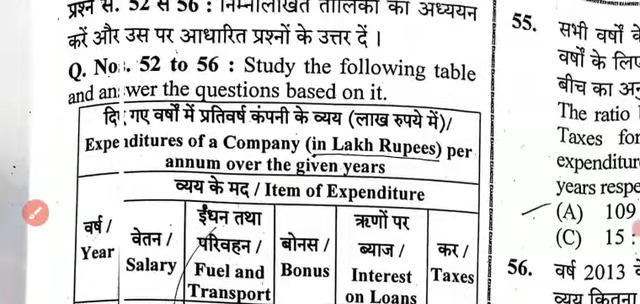 प्रश्न सं. 52 से 56 : निम्नलिखित तालिका का अध्ययन
करें और उस पर आधारित प्रश्नों के उत्तर दें ।
Q. No. 52 to 56 : Study the following table
and answer the questions based on it.
दिए गए वर्षों में प्रतिवर्ष कंपनी के व्यय (लाख रुपये में)/
Expenditures of a Company (in Lakh Rupees) per
annum over the given years
व्यय के मद / Item of Expenditure
वर्ष /
Year
वेतन /
Salary
ईंधन तथा
परिवहन /
Fuel and
Transport
बोनस /
Bonus
ऋणों पर
ब्याज /
Interest
on Loans
कर /
Taxes
55. सभी वर्षों
वर्षों के लिए
बीच का
The ratio
Taxes for
years
(A) 109
(C) 15 :
56. वर्ष 2013
व्यय